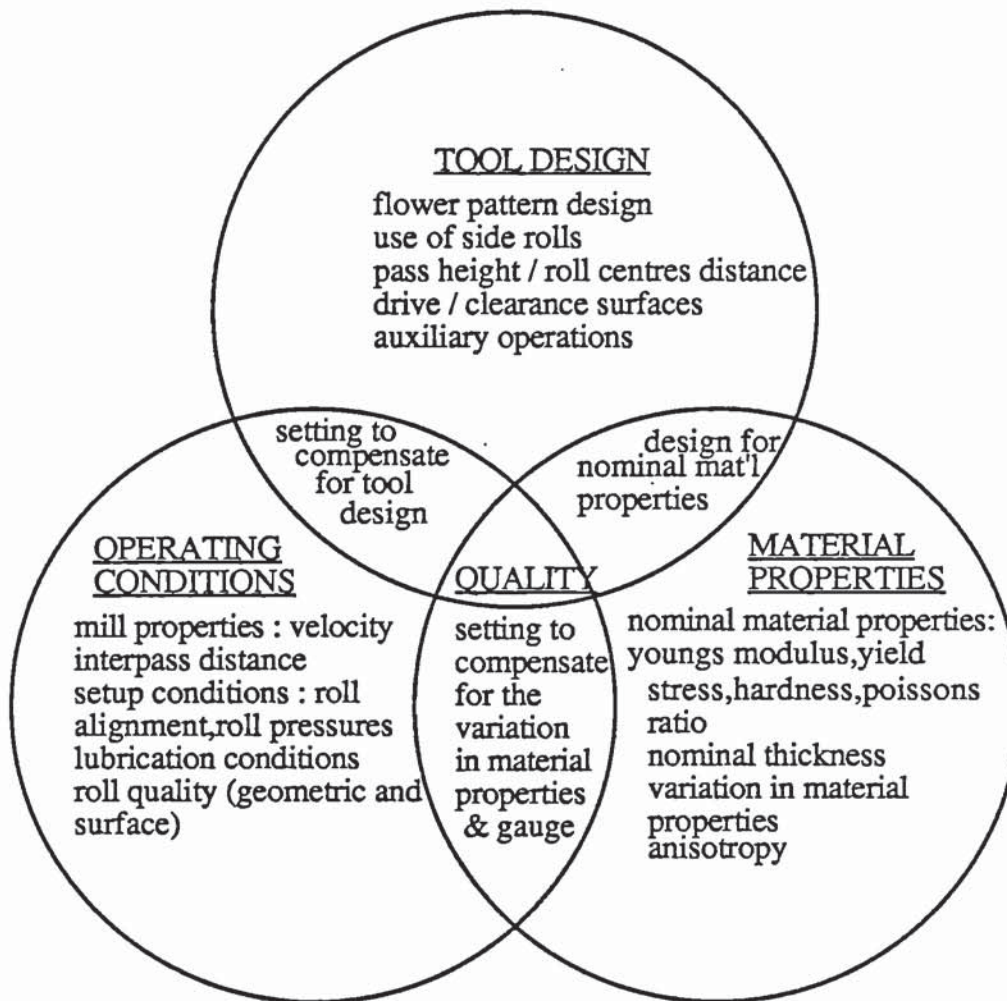 TOOL DESIGN
flower pattern design
use of side rolls
pass height / roll centres distance
drive / clearance surfaces
auxiliary operations
setting to
compensate
for tool
design
design for
nominal mat'l
properties
OPERATING
CONDITIONS
mill properties : velocity
interpass distance
setup conditions : roll
alignment,roll pressures
lubrication conditions
roll quality (geometric and
surface)
QUALITY
setting to
compensate
for the
variation
in material
properties
& gauge
MATERIAL
PROPERTIES
nominal material properties:
youngs modulus,yield
stress,hardness,poissons
ratio
nominal thickness
variation in material
properties
anisotropy